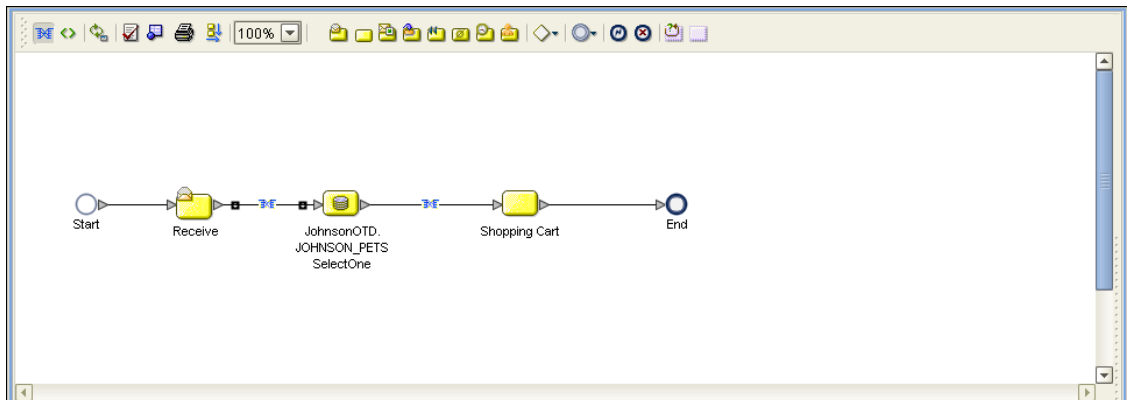 100%
Start
Receive
JohnsonOTD.
JOHNSON_PETS
SelectOne
Shopping Cart
End